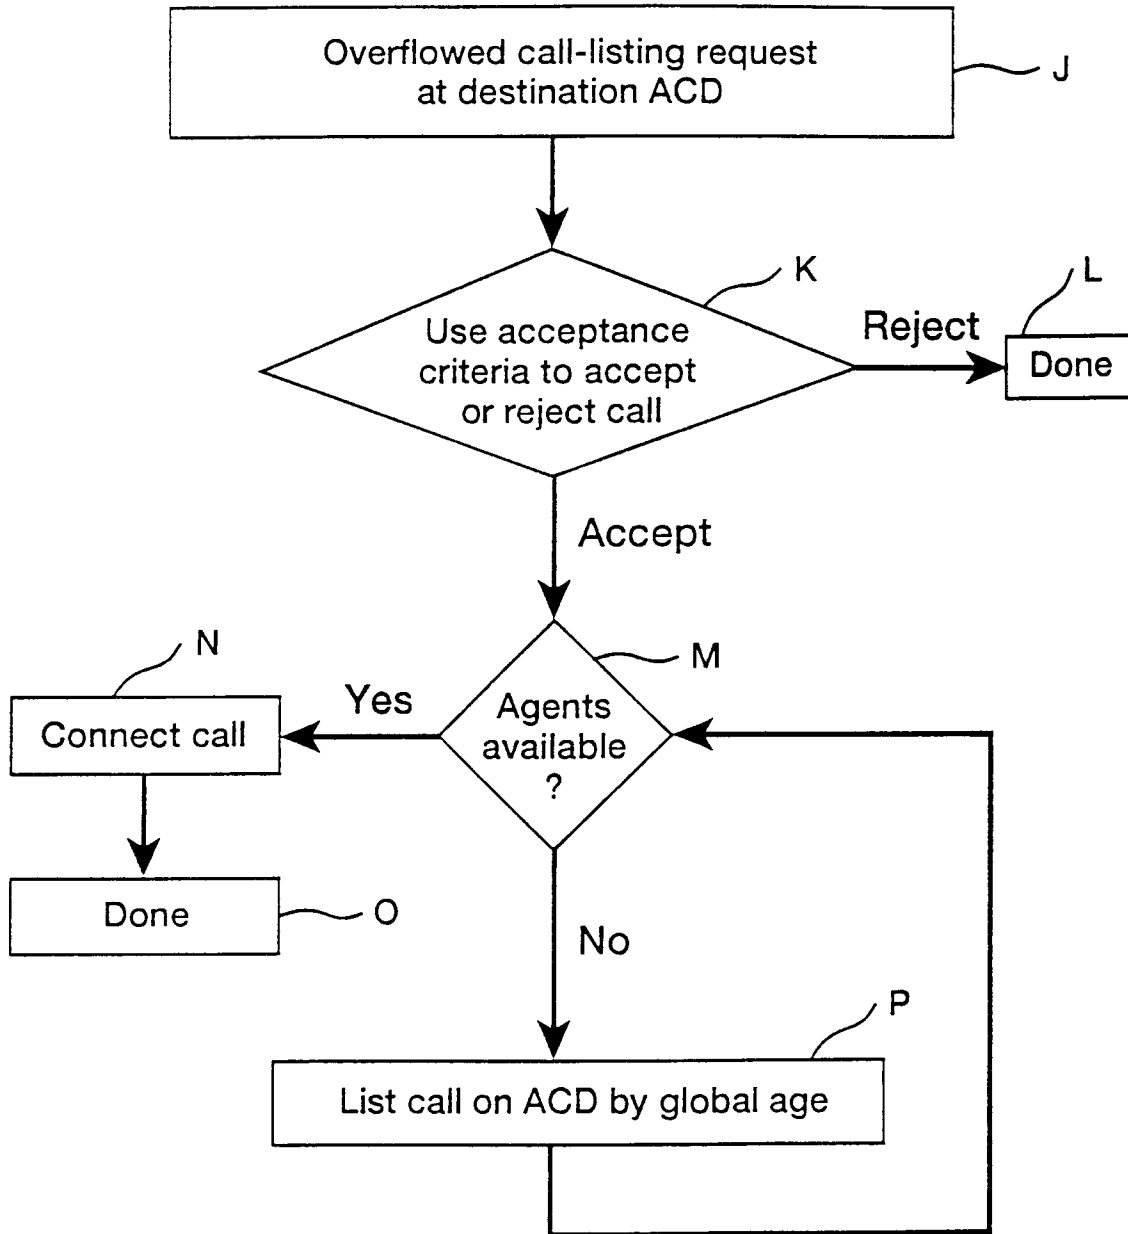 Overflowed call-listing request
at destination ACD
J
K
L
Use acceptance
criteria to accept
or reject call
Reject
Done
Accept
N
M
Yes
Connect call
Agents
available
?
Done
O
No
P
List call on ACD by global age